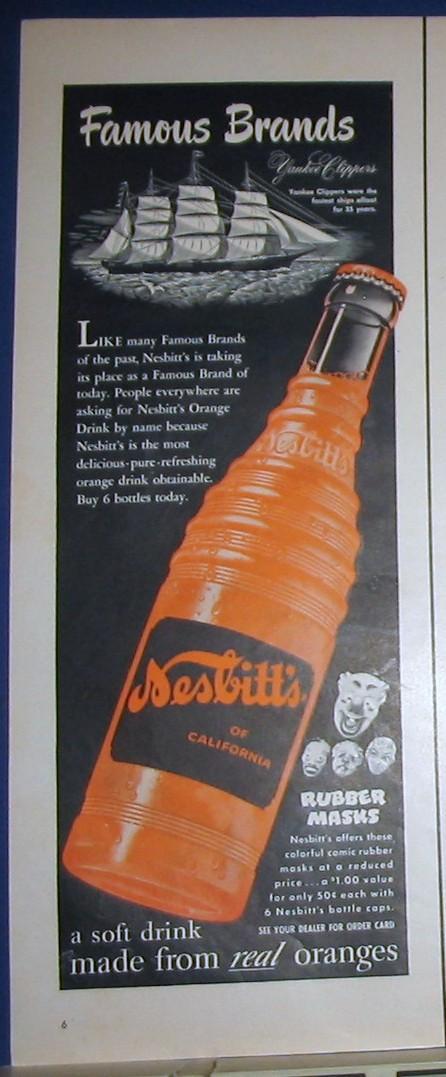 Famous Brands
Yankee Clippers
Yankee Clippers were the
fastest ships afloat
for 25 years.
LIKE many Famous Brands
of the past, Nesbitt's is taking
its place as a Famous Brand of
today. People everywhere are
asking for Nesbitt's Orange
Drink by name because
Nesbitt's is the most
delicious-pure-refreshing
orange drink obtainable.
Buy 6 bottles today.
Nesbitt's
Nesbitt's
OF
CALIFORNIA
RUBBER
MASKS
Nesbitt's offers these
colorful comic rubber
masks at a reduced
price...a $1.00 value
for only 50¢ each with
6 Nesbitt's bottle caps.
SEE YOUR DEALER FOR ORDER CARD
a soft drink
made from real oranges
6